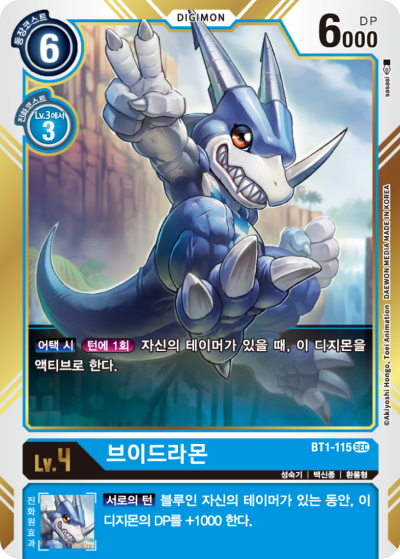 등장코스트
6
DIGIMON
DP
6000
진화코스트
Lv.3에서
3
sasasi
©Akiyoshi Hongo, Toei Animation DAEWON MEDIA MADE IN KOREA
어택 시 턴에 1회 자신의 테이머가 있을 때, 이 디지몬을
액티브로 한다.
BT1-115 SEC
Lv.4
브이드라몬
성숙기 | 백신종 | 환룡형
진화원효과
서로의 턴 블루인 자신의 테이머가 있는 동안, 이
디지몬의 DP를 +1000 한다.